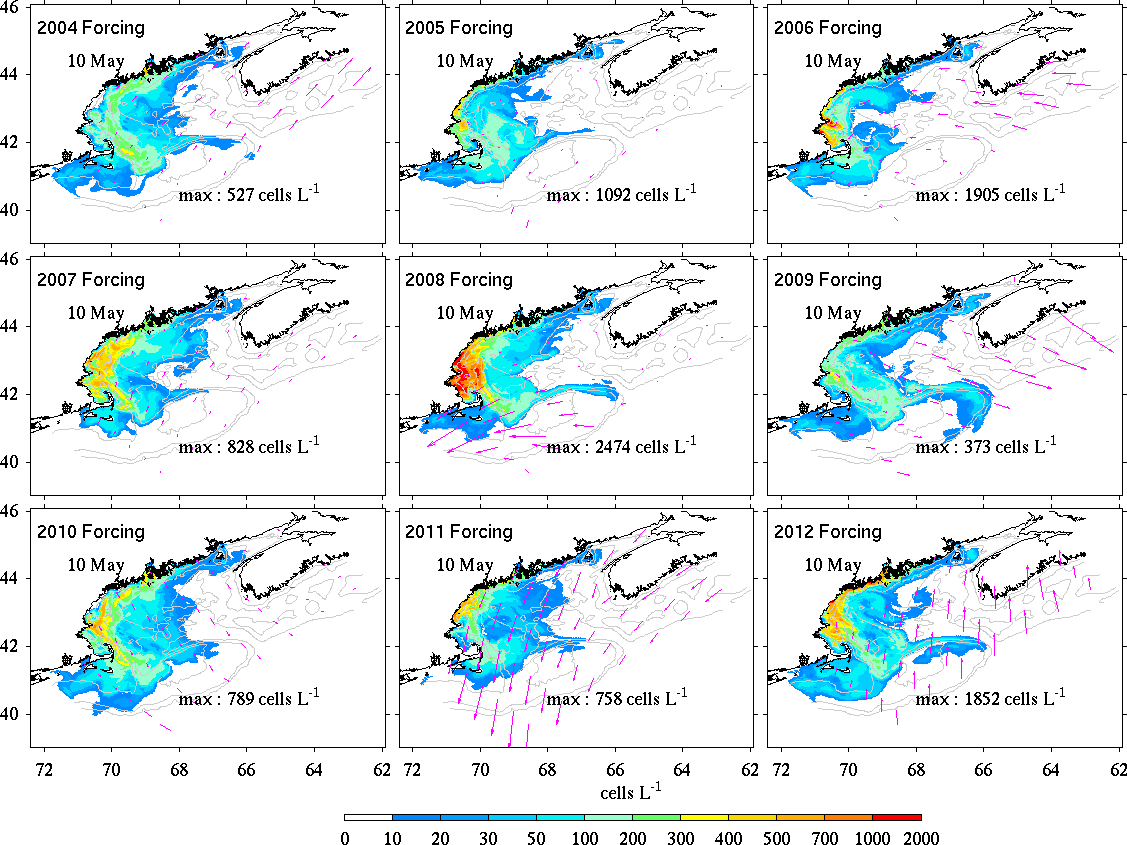 46
2004 Forcing
2005 Forcing
2006 Forcing
10 May
10 May
10 May
44
42
max : 527 cells L-1
max : 1092 cells L-1
max : 1905 cells L-1
40
46
2007 Forcing
2008 Forcing
2009 Forcing
10 May
10 May
10 May
44
42
max : 828 cells L-1
max : 2474 cells L-1
max : 373 cells L-1
40
46
2010 Forcing
2011 Forcing
2012 Forcing
10 May
10 May
10 May
44
42
max : 789 cells L-1
max : 758 cells L-1
max : 1852 cells L-1
40
72 70 68 66 64 62 70 68 66 64 62 72 70 68 66 64 62
cells L-1
0 10 20 30 50 100 200 300 400 500 700 1000 2000